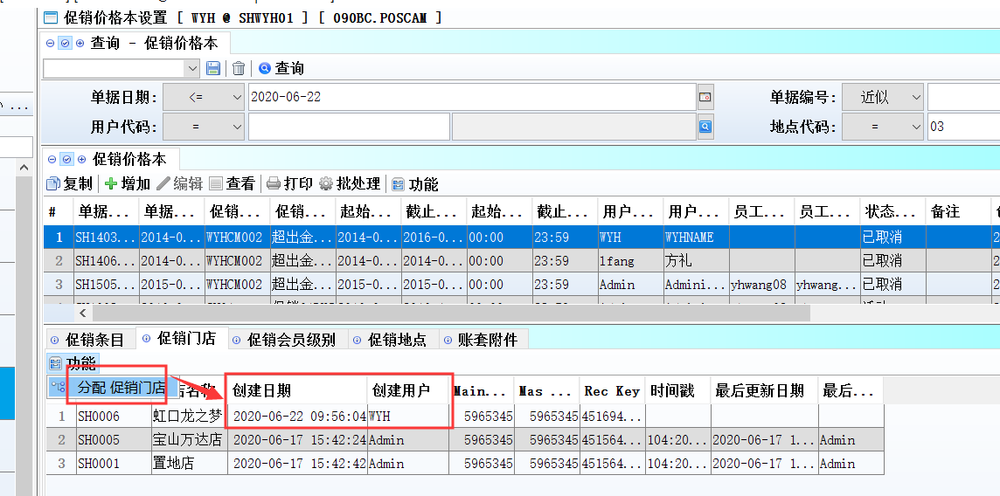 促销价格本设置 [ WYH @ SHWYH01 ] [ 090BC.POSCAM ]
查询 - 促销价格本
查询
单据日期: <= 2020-06-22 单据编号: 近似
用户代码: = 地点代码: = 03
促销价格本
复制 增加 编辑 查看 打印 批处理 功能
# 单据... 单据... 促销... 促销... 起始... 截止... 起始... 截止... 用户... 用户... 员工... 员工... 状态... 备注
1 SH1403... 2014-0... WYHCM002 超出金... 2014-0... 2016-0... 00:00 23:59 WYH WYHNAME 已取消
2 SH1406... 2014-0... WYHCM002 超出金... 2014-0... 2014-0... 00:00 23:59 lfang 方礼 已取消
3 SH1505... 2015-0... WYHCM002 超出金... 2015-0... 2015-0... 00:00 23:59 Admin Admini... yhwang08 yhwang... 已取消
促销条目 促销门店 促销会员级别 促销地点 账套附件
功能
分配 促销门店 店名称 创建日期 创建用户 Main... Mas ... Rec Key 时间戳 最后更新日期 最后...
1 SH0006 虹口龙之梦 2020-06-22 09:56:04 WYH 5965345 5965345 451694...
2 SH0005 宝山万达店 2020-06-17 15:42:24 Admin 5965345 5965345 451564... 104:20... 2020-06-17 1... Admin
3 SH0001 置地店 2020-06-17 15:42:42 Admin 5965345 5965345 451564... 104:20... 2020-06-17 1... Admin